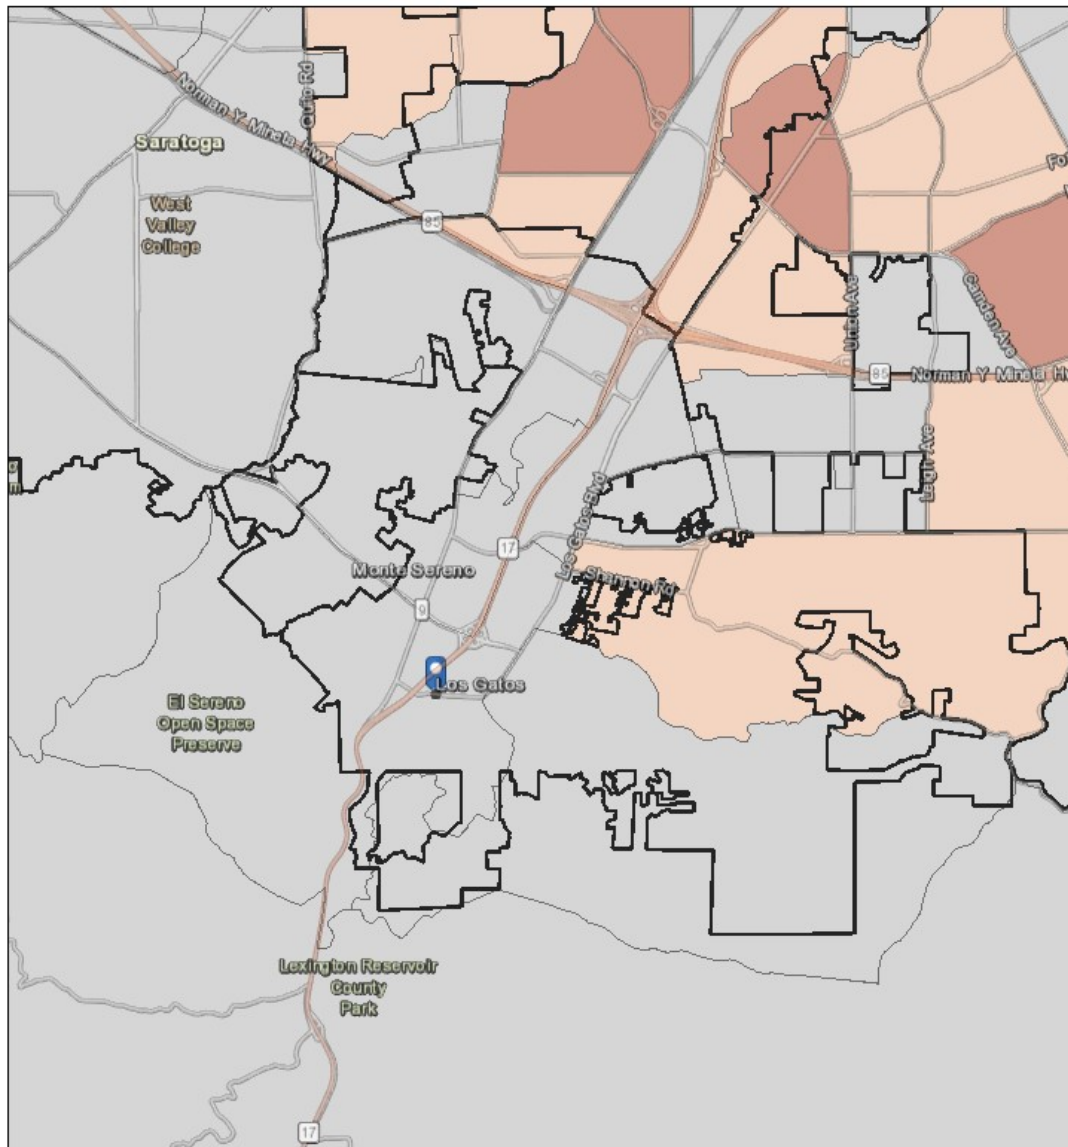 Quito Rd
Norman Y Mineta Hwy
Saratoga
West
Valley
College
85
Union Ave
Camden Ave
85
Norman Y Mineta
Leigh Ave
Los Gatos Blvd
17
Monte Sereno
Shannon Rd
9
Los Gatos
El Sereno
Open Space
Preserve
Lexington Reservoir
County
Park
17